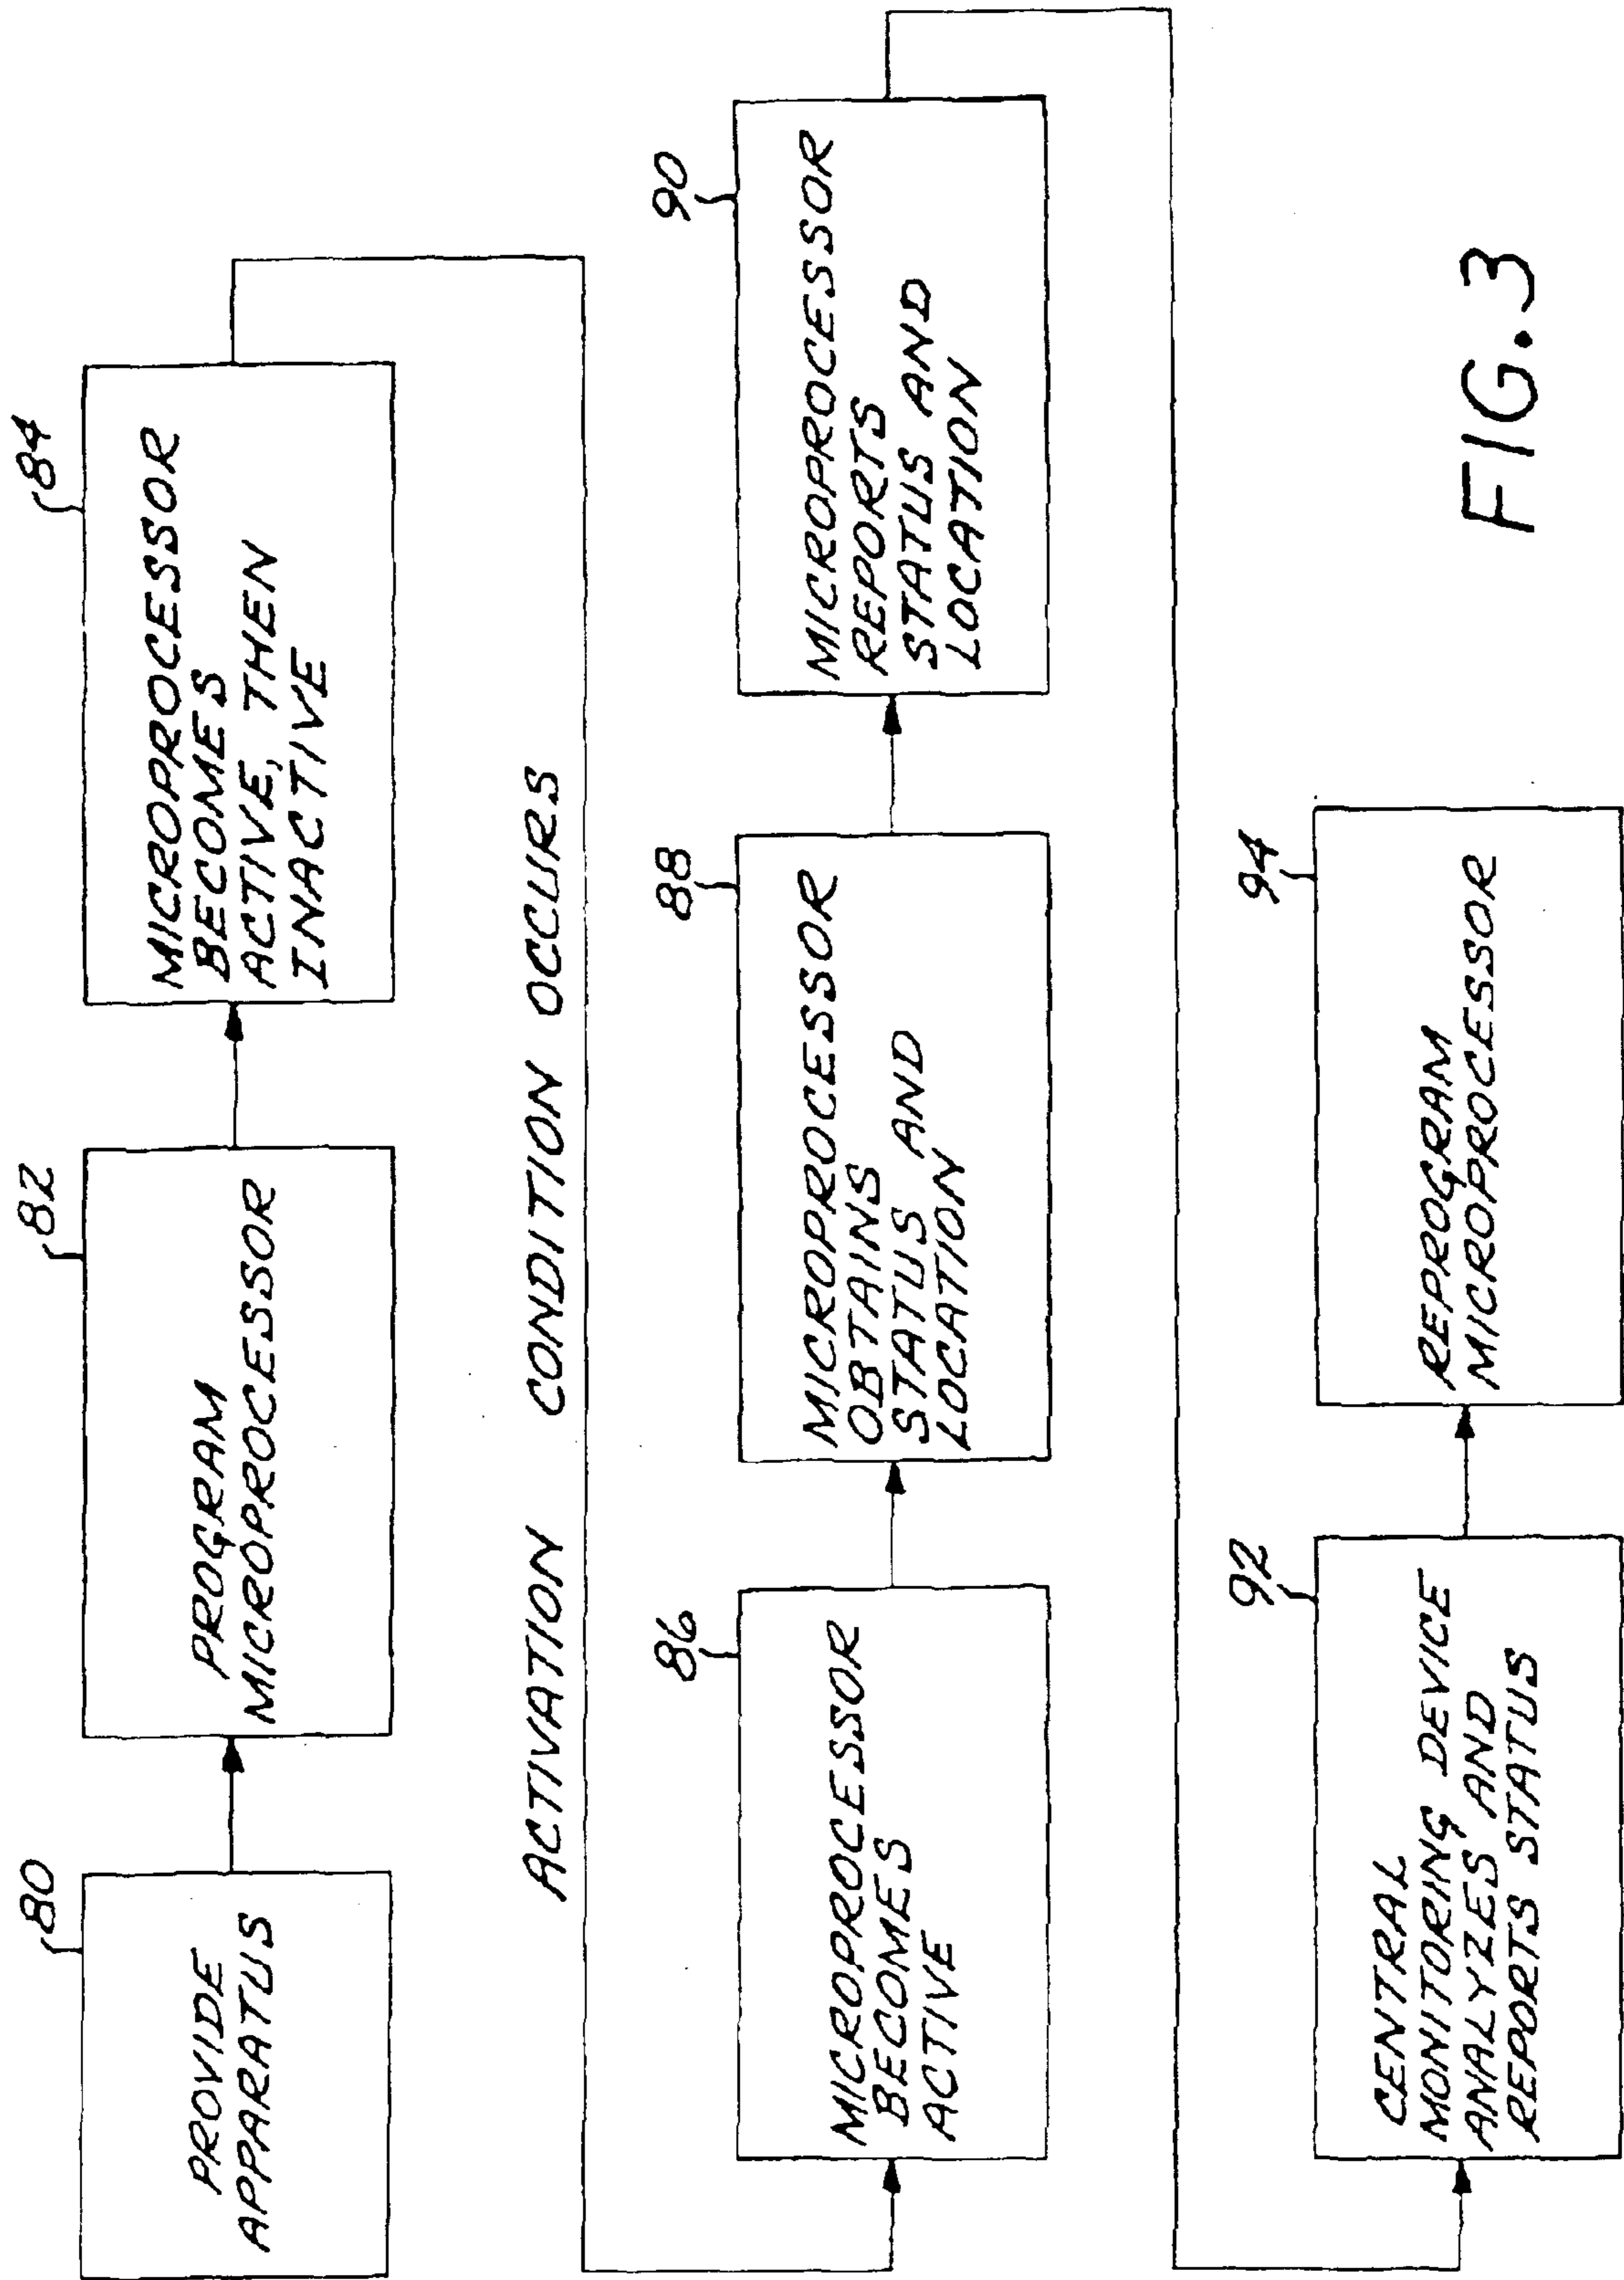 80
PROVIDE
APPARATUS
82
PROGRAM
MICROPROCESSOR
84
MICROPROCESSOR
BECOMES
ACTIVE, THEN
INACTIVE
ACTIVATION CONDITION OCCURS
86
MICROPROCESSOR
BECOMES
ACTIVE
88
MICROPROCESSOR
OBTAINS
STATUS AND
LOCATION
90
MICROPROCESSOR
REPORTS
STATUS AND
LOCATION
92
CENTRAL
MONITORING DEVICE
ANALYZES AND
REPORTS STATUS
94
REPROGRAM
MICROPROCESSOR
FIG.3